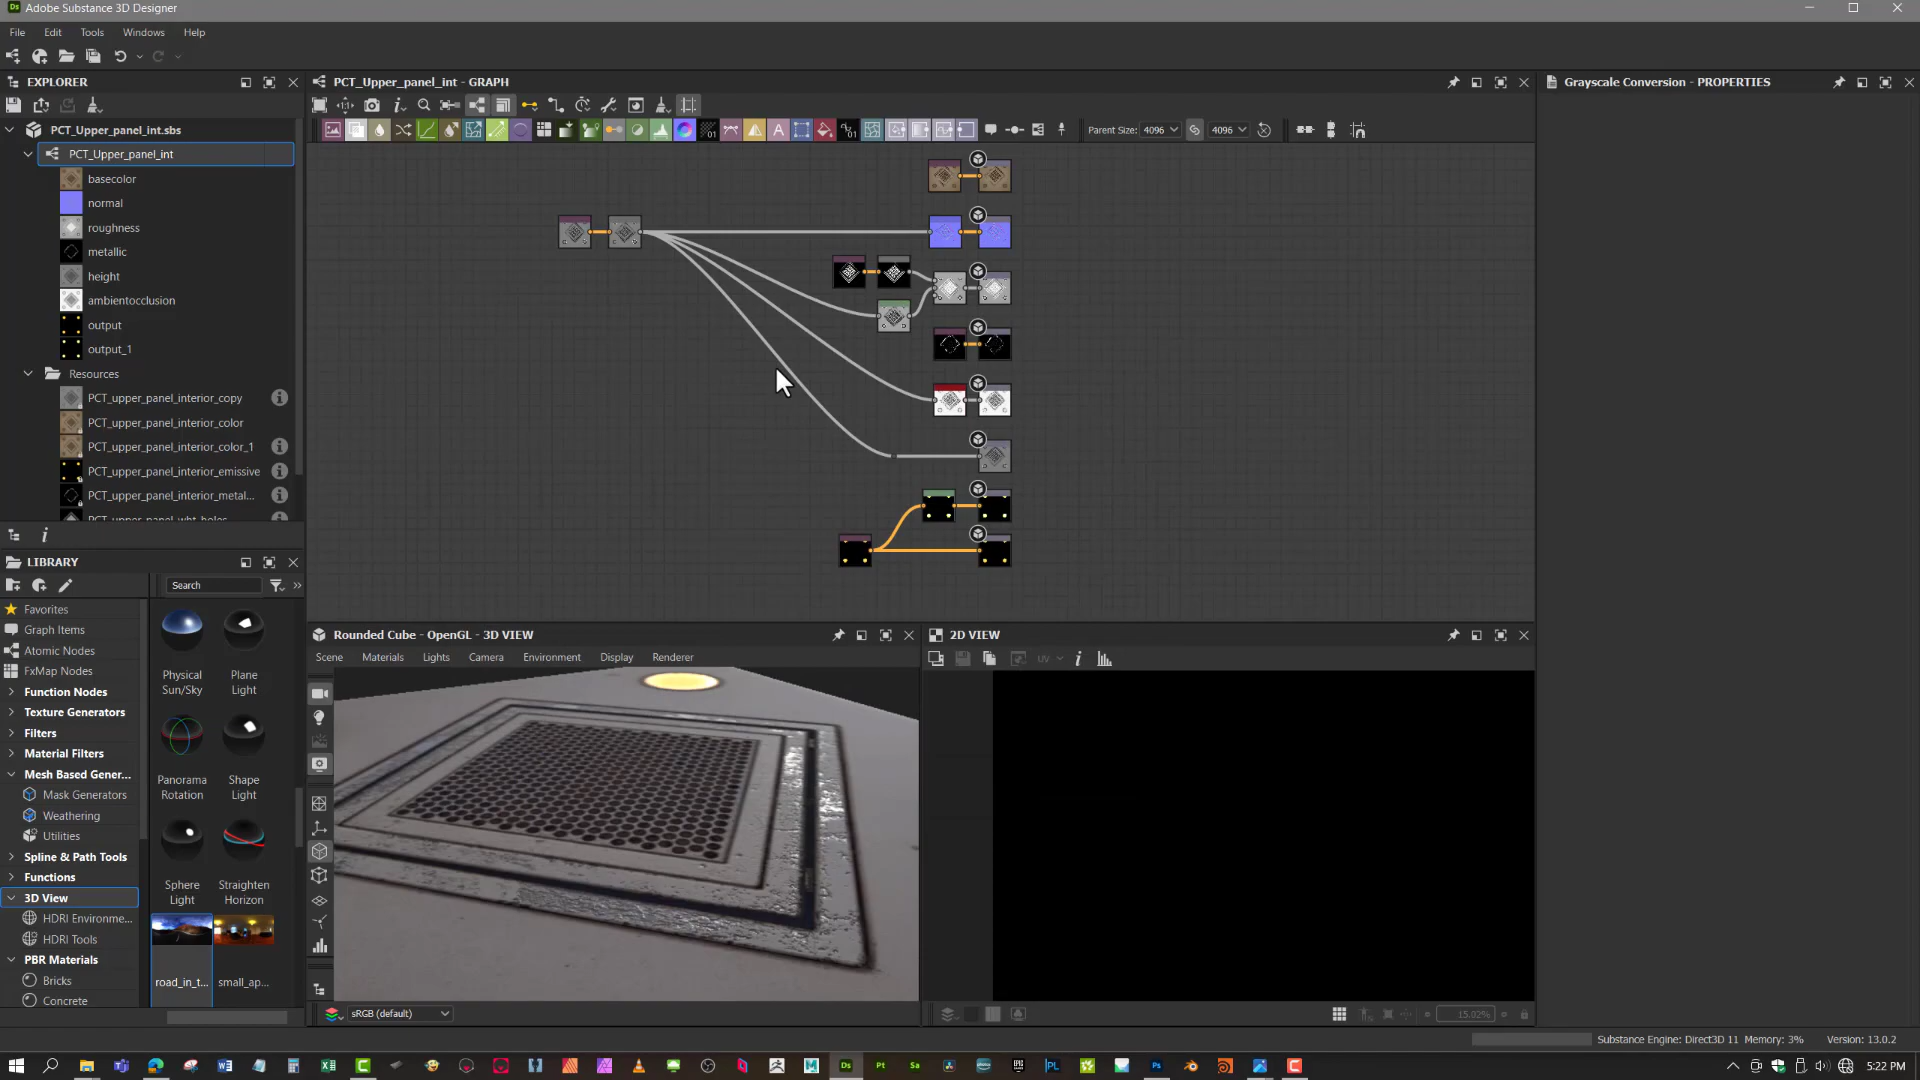 Adobe Substance 3D Designer
File Edit Tools Windows Help
EXPLORER
PCT_Upper_panel_int.sbs
PCT_Upper_panel_int
basecolor
normal
roughness
metallic
height
ambientocclusion
output
output_1
Resources
PCT_upper_panel_interior_copy
PCT_upper_panel_interior_color
PCT_upper_panel_interior_color_1
PCT_upper_panel_interior_emissive
PCT_upper_panel_interior_metal...
LIBRARY
Search
Favorites
Graph Items
Atomic Nodes
FxMap Nodes
Function Nodes
Texture Generators
Filters
Material Filters
Mesh Based Gener...
Mask Generators
Weathering
Utilities
Spline & Path Tools
Functions
3D View
HDRI Environme...
HDRI Tools
PBR Materials
Bricks
Concrete
Physical Sun/Sky
Plane Light
Panorama Rotation
Shape Light
Sphere Light
Straighten Horizon
road_in_t...
small_ap...
PCT_Upper_panel_int - GRAPH
Parent Size: 4096 4096
Rounded Cube - OpenGL - 3D VIEW
Scene Materials Lights Camera Environment Display Renderer
sRGB (default)
2D VIEW
UV
15.02%
Grayscale Conversion - PROPERTIES
Substance Engine: Direct3D 11 Memory: 3% Version: 13.0.2
5:22 PM